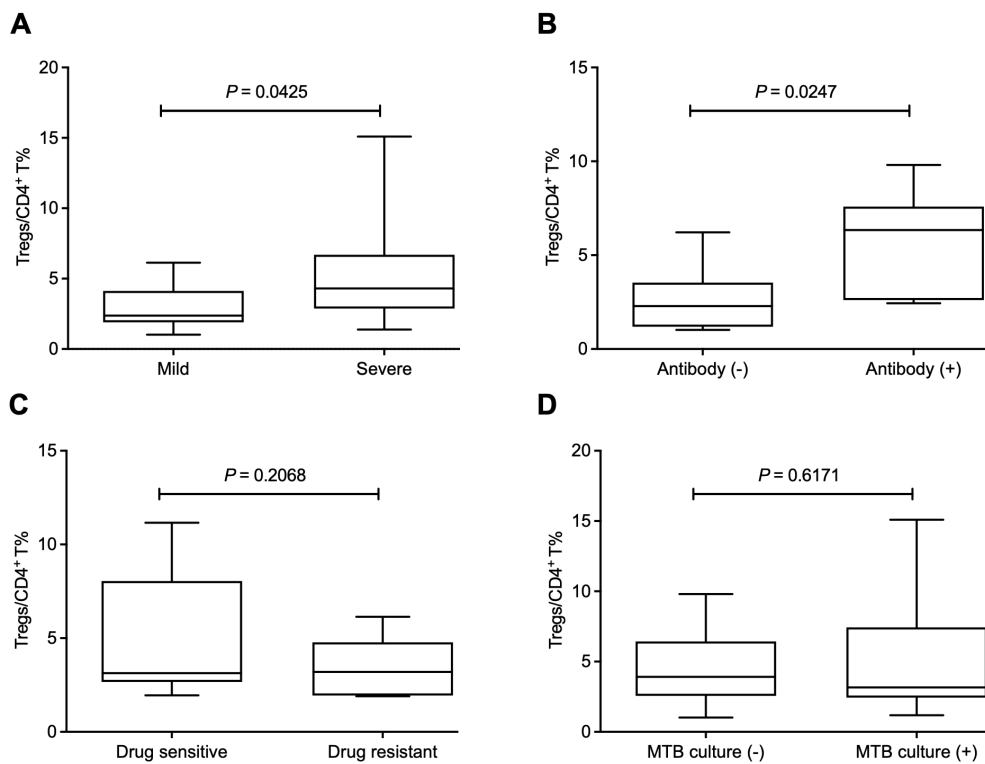 A
Tregs/CD4⁺ T%
20
15
10
5
0
P = 0.0425
Mild
Severe
B
Tregs/CD4⁺ T%
15
10
5
0
P = 0.0247
Antibody (-)
Antibody (+)
C
Tregs/CD4⁺ T%
15
10
5
0
P = 0.2068
Drug sensitive
Drug resistant
D
Tregs/CD4⁺ T%
20
15
10
5
0
P = 0.6171
MTB culture (-)
MTB culture (+)